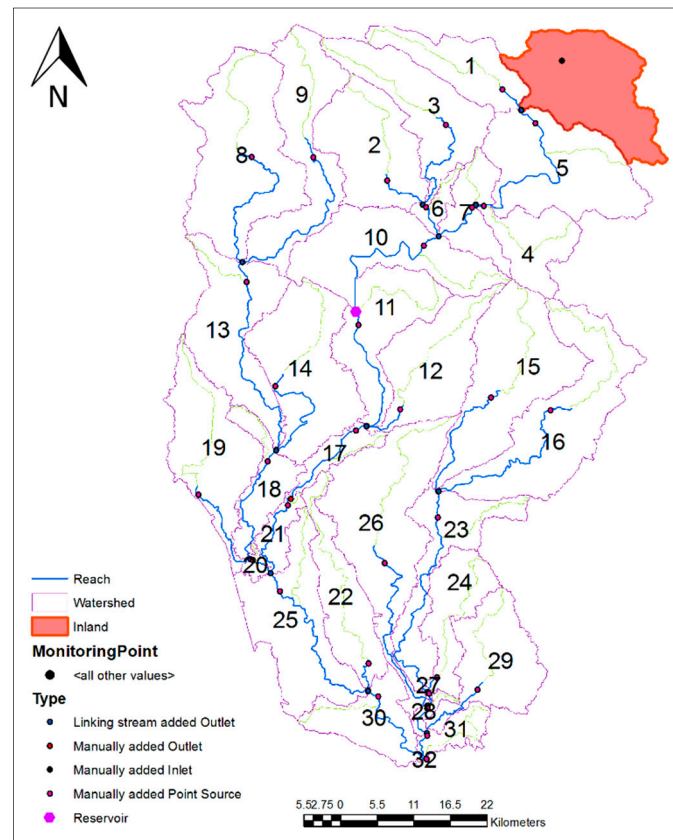 1
9
3
2
8
5
6
7
10
4
11
13
14
12
15
16
19
17
18
26
23
21
20
22
24
25
29
27
28
30
31
32
N
Reach
Watershed
Inland
MonitoringPoint
<all other values>
Type
Linking stream added Outlet
Manually added Outlet
Manually added Inlet
Manually added Point Source
Reservoir
5.52.75 0 5.5 11 16.5 22
Kilometers